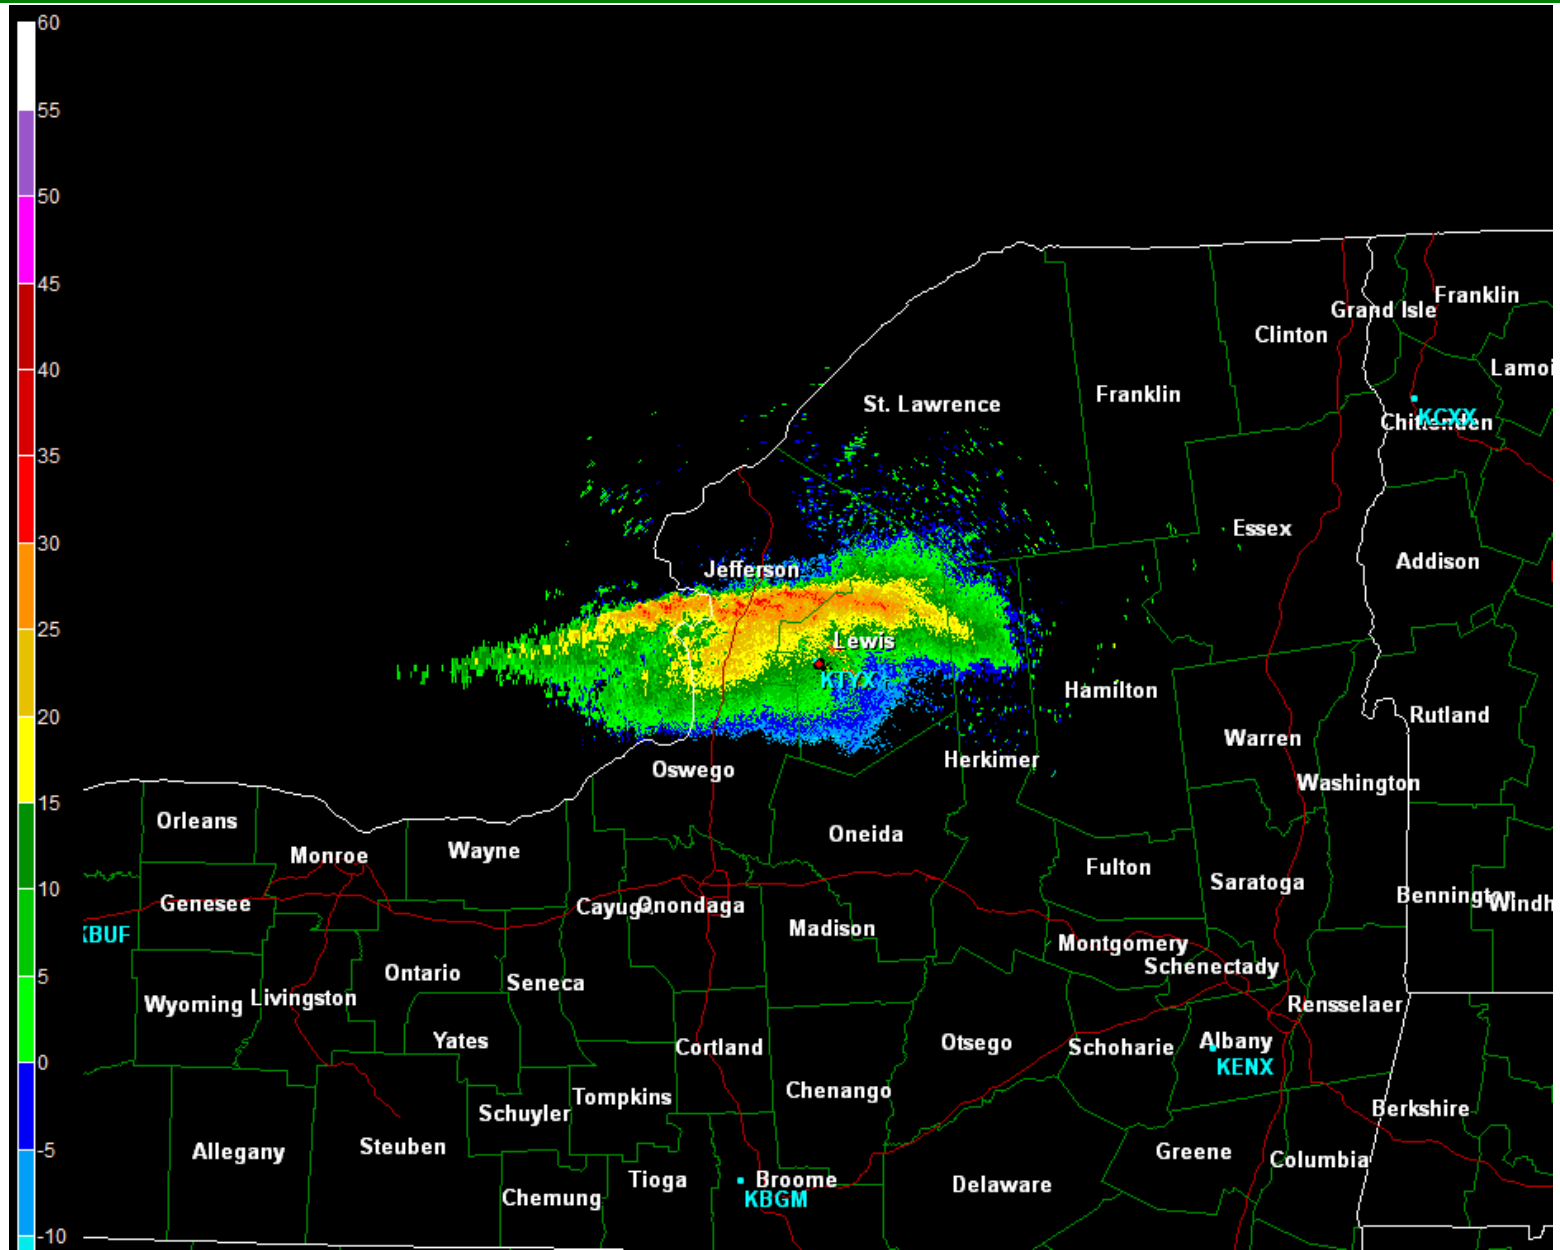 60
55
50
45
40
35
30
25
20
15
10
5
0
-5
-10
Franklin
Grand Isle
Clinton
Lamoi
Franklin
St. Lawrence
KCXX
Chittenden
Essex
Addison
Jefferson
Lewis
KTYX
Hamilton
Rutland
Warren
Herkimer
Oswego
Washington
Orleans
Oneida
Monroe
Wayne
Fulton
Saratoga
Bennington
Windh
Genesee
Cayuga
Onondaga
Madison
KBUF
Montgomery
Schenectady
Ontario
Seneca
Wyoming
Livingston
Rensselaer
Yates
Cortland
Otsego
Schoharie
Albany
KENX
Chenango
Tompkins
Schuyler
Berkshire
Allegany
Steuben
Greene
Columbia
Tioga
Broome
Delaware
Chemung
KBGM